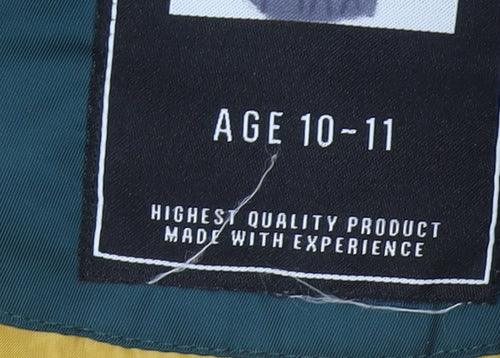 AGE 10~11
HIGHEST QUALITY PRODUCT
MADE WITH EXPERIENCE